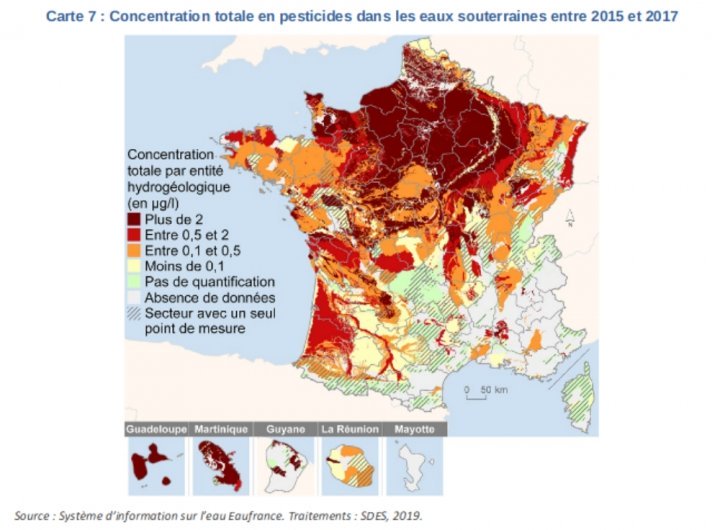 Carte 7 : Concentration totale en pesticides dans les eaux souterraines entre 2015 et 2017
Concentration
totale par entité
hydrogéologique
(en µg/l)
Plus de 2
Entre 0,5 et 2
Entre 0,1 et 0,5
Moins de 0,1
Pas de quantification
Absence de données
Secteur avec un seul
point de mesure
N
0 50 km
Guadeloupe Martinique Guyane La Réunion Mayotte
Source : Système d'information sur l'eau Eaufrance. Traitements : SDES, 2019.